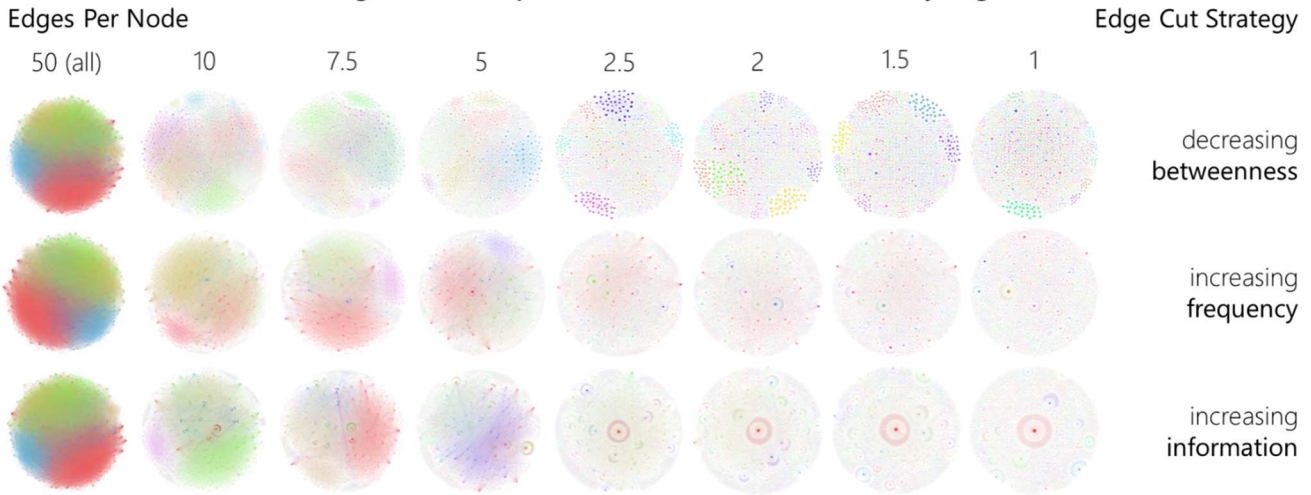 Edges Per Node
Edge Cut Strategy
50 (all) 10 7.5 5 2.5 2 1.5 1
decreasing
betweenness
increasing
frequency
increasing
information